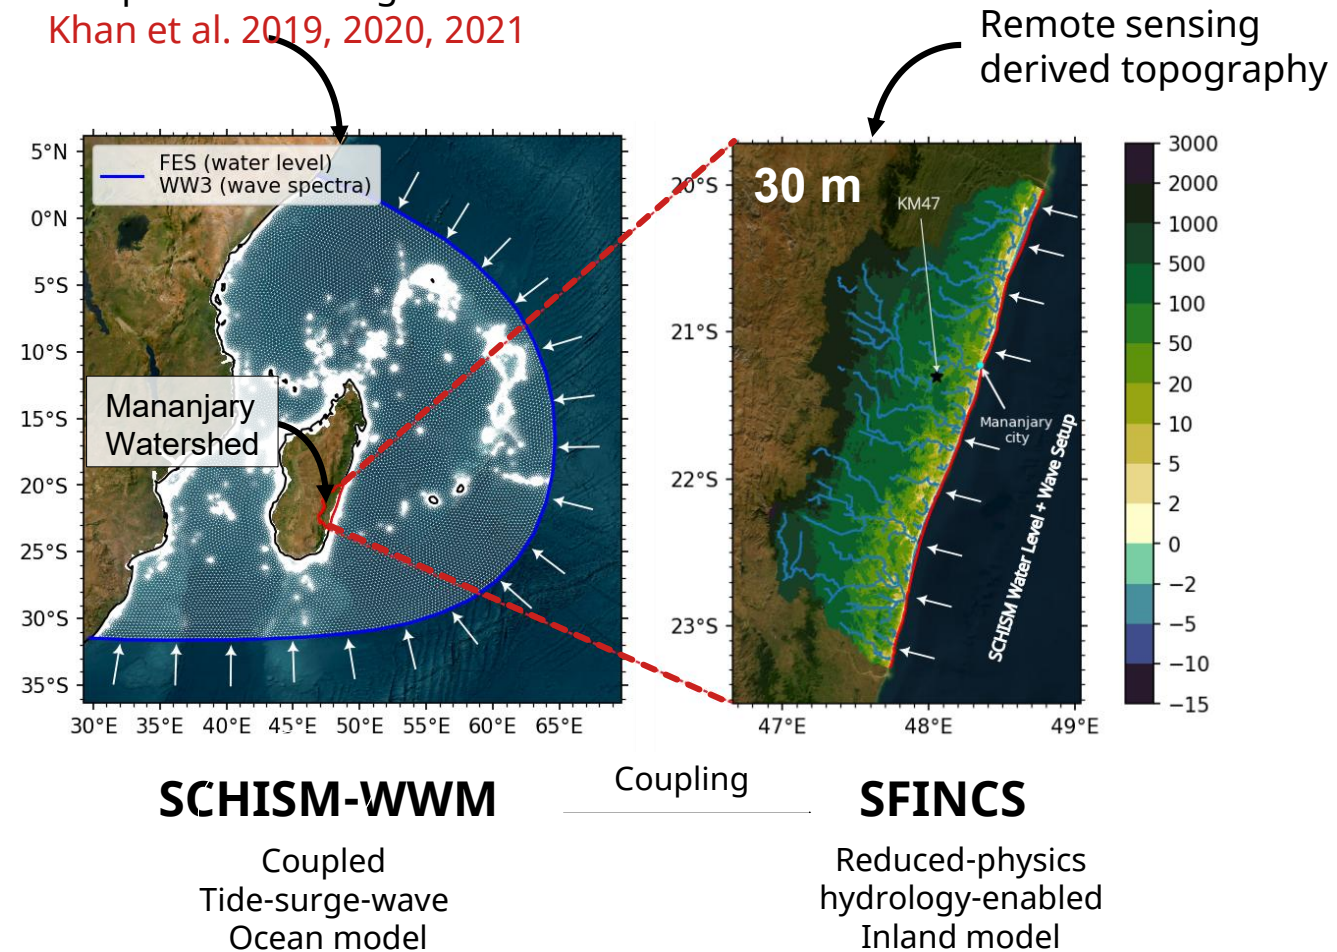 Khan et al. 2019, 2020, 2021
Remote sensing
derived topography
FES (water level)
WW3 (wave spectra)
5°N
0°N
5°S
10°S
15°S
20°S
25°S
30°S
35°S
30°E 35°E 40°E 45°E 50°E 55°E 60°E 65°E
Mananjary
Watershed
30 m
KM47
Mananjary
city
SCHISM Water Level + Wave Setup
20°S
21°S
22°S
23°S
47°E 48°E 49°E
3000
2000
1000
500
100
50
20
10
5
2
0
−2
−5
−10
−15
SCHISM-WWM
Coupling
SFINCS
Coupled
Tide-surge-wave
Ocean model
Reduced-physics
hydrology-enabled
Inland model